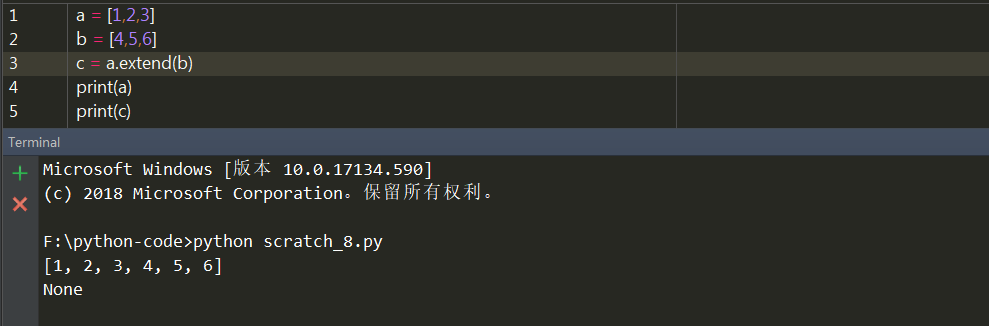 1 a = [1,2,3]
2 b = [4,5,6]
3 c = a.extend(b)
4 print(a)
5 print(c)
Terminal
Microsoft Windows [版本 10.0.17134.590]
(c) 2018 Microsoft Corporation。保留所有权利。
F:\python-code>python scratch_8.py
[1, 2, 3, 4, 5, 6]
None